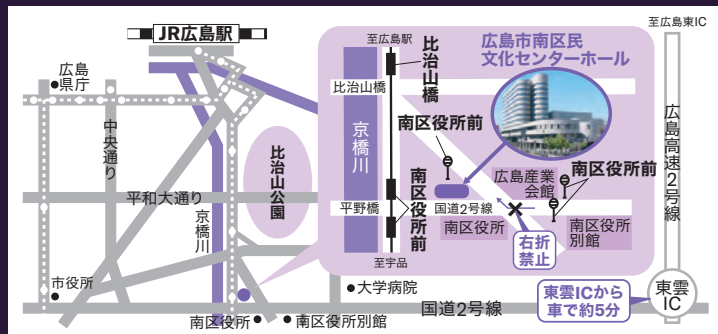 JR広島駅
広島
県庁
中央通り
平和大通り
京橋川
比治山公園
市役所
南区役所
南区役所別館
大学病院
国道2号線
至広島駅
比治山橋
比治山橋
京橋川
平野橋
至宇品
南区役所前
南区役所前
広島市南区民
文化センターホール
国道2号線
南区役所
広島産業
会館
南区役所前
南区役所
別館
右折
禁止
至広島東IC
広島高速2号線
東雲ICから
車で約5分
東雲
IC